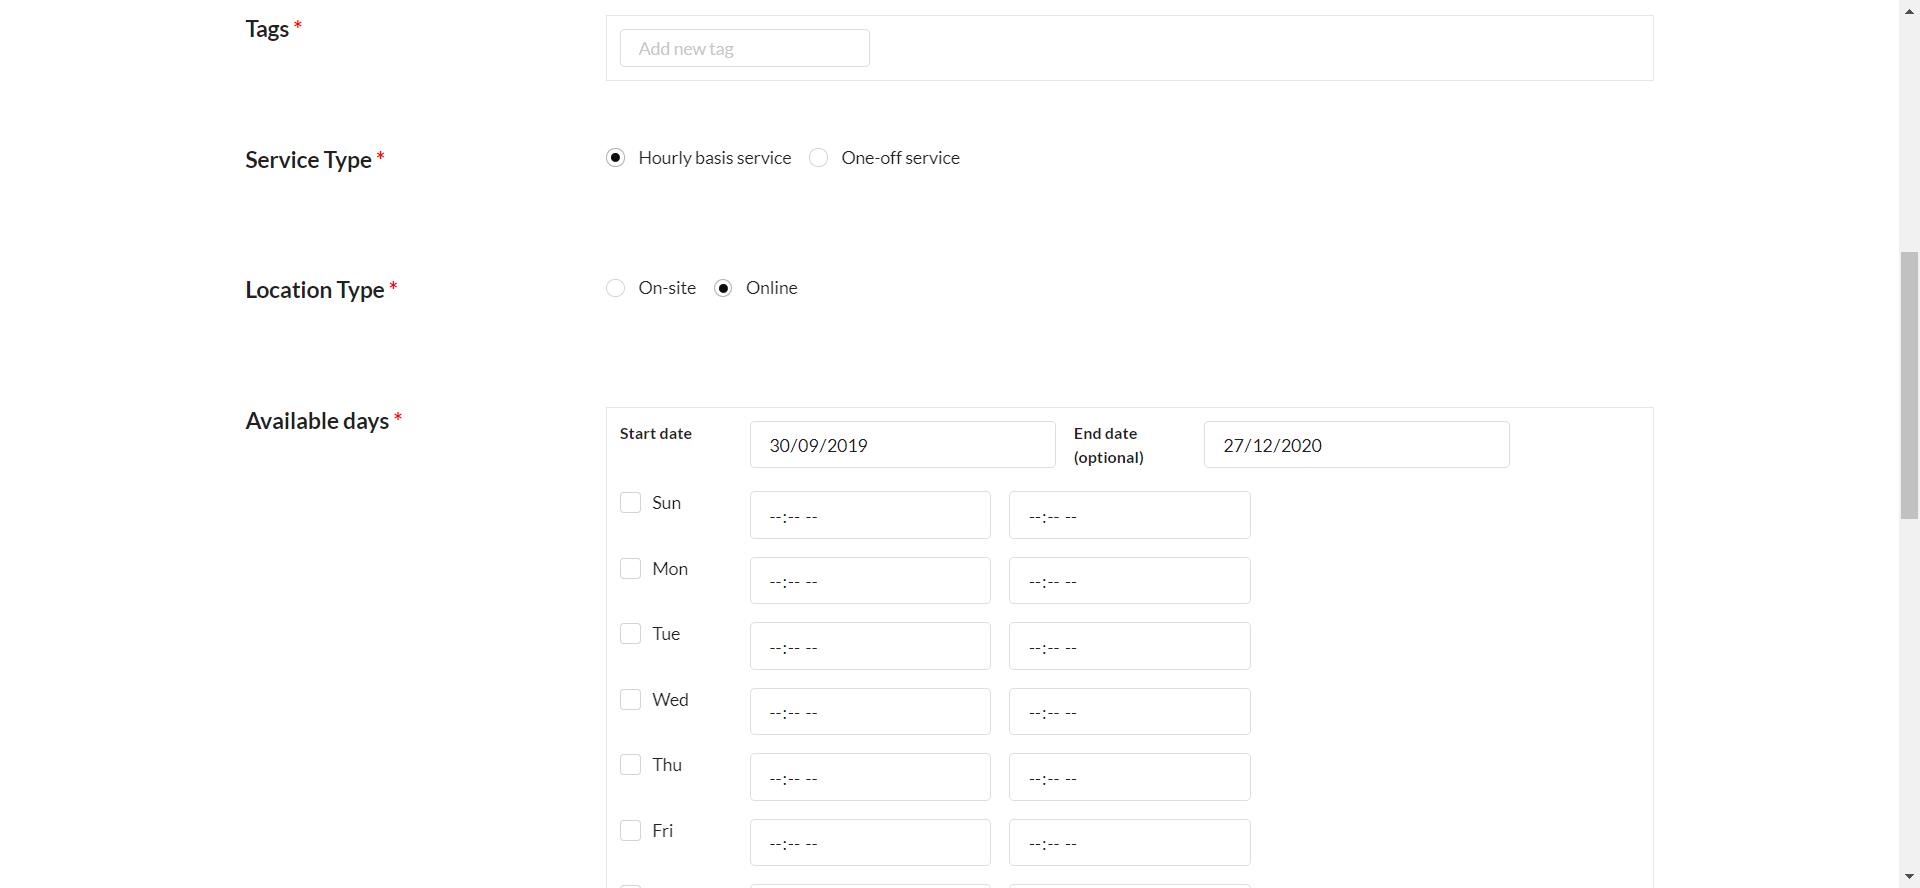 Tags *
Add new tag
Service Type *
Hourly basis service One-off service
Location Type *
On-site Online
Available days *
Start date 30/09/2019 End date (optional) 27/12/2020
Sun --:-- -- --:-- --
Mon --:-- -- --:-- --
Tue --:-- -- --:-- --
Wed --:-- -- --:-- --
Thu --:-- -- --:-- --
Fri --:-- -- --:-- --